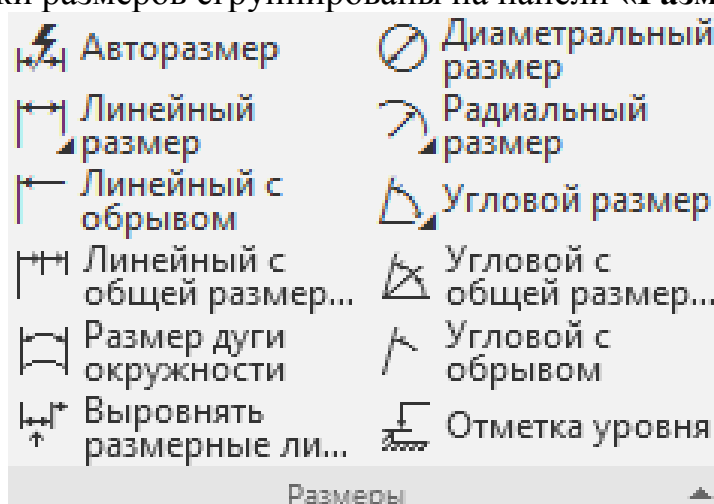 ки размеров сгруппированы на панели «Разм
Авторазмер
Линейный
размер
Линейный с
обрывом
Линейный с
общей размер...
Размер дуги
окружности
Выровнять
размерные ли...
Диаметральный
размер
Радиальный
размер
Угловой размер
Угловой с
общей размер...
Угловой с
обрывом
Отметка уровня
Размеры